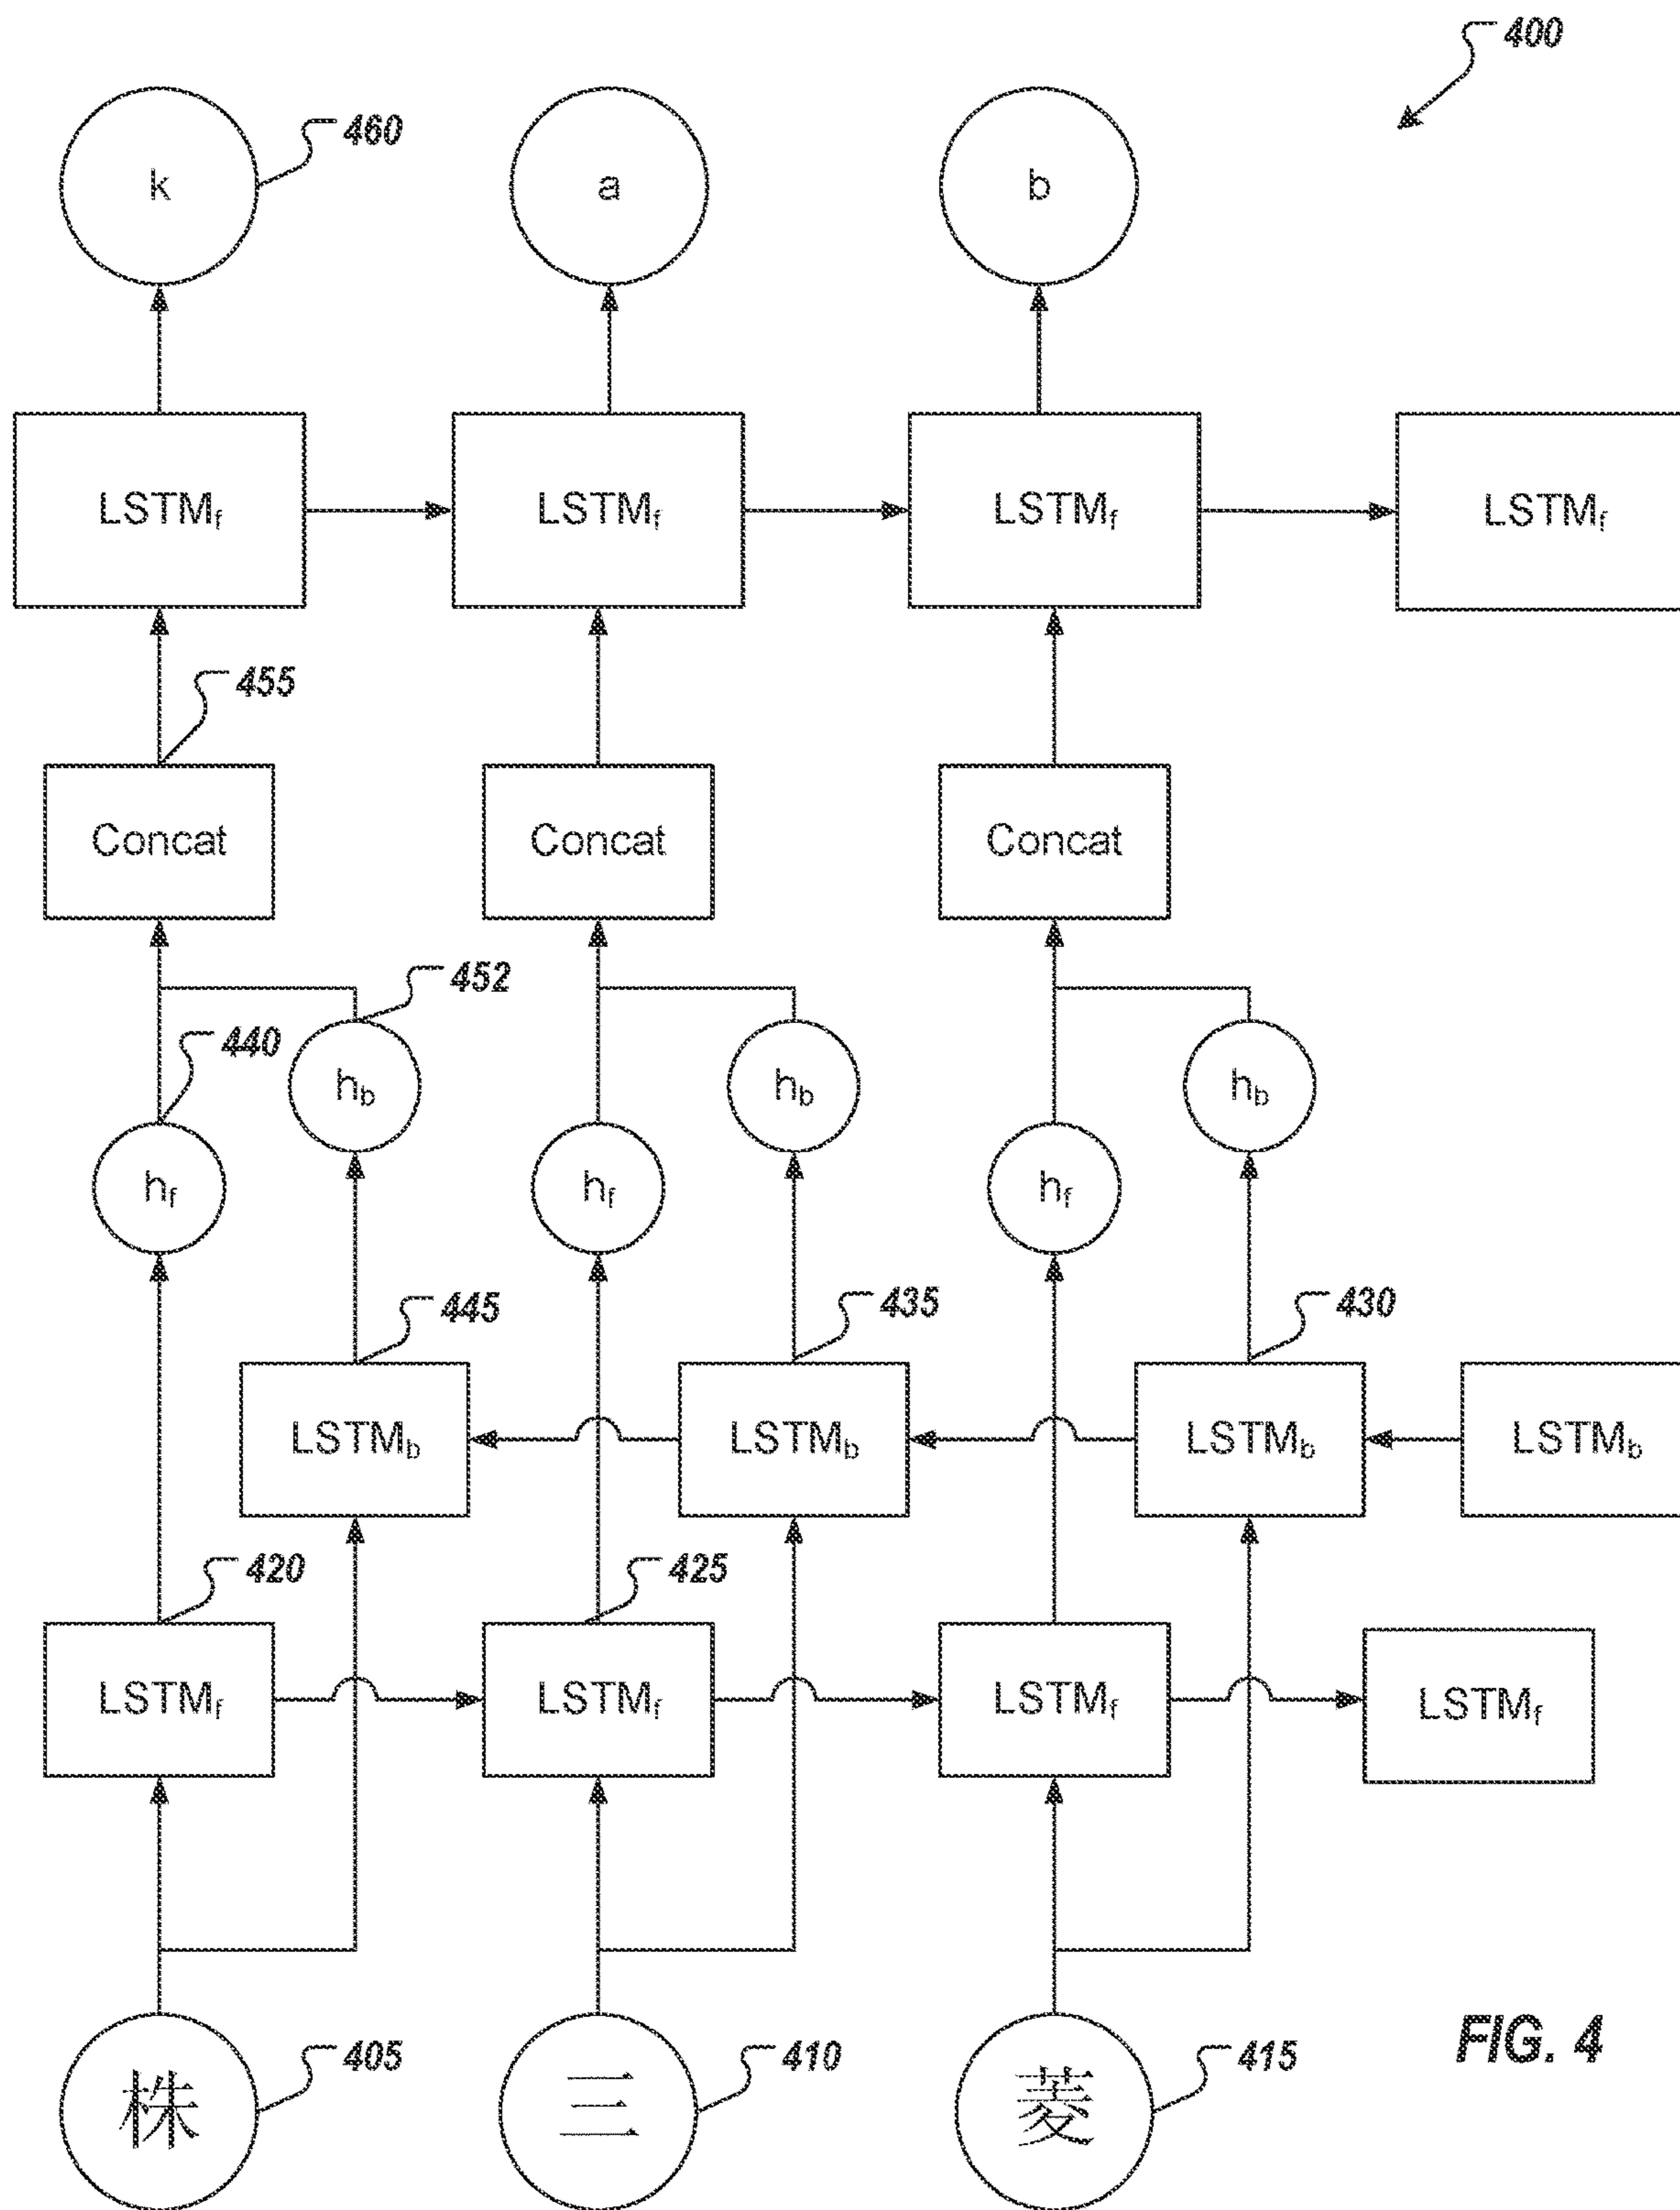 400
k
460
a
b
LSTMf
LSTMf
LSTMf
LSTMf
455
Concat
Concat
Concat
452
440
hb
hb
hb
hf
hf
hf
445
435
430
LSTMb
LSTMb
LSTMb
LSTMb
420
425
LSTMf
LSTMf
LSTMf
LSTMf
株
405
三
410
菱
415
FIG. 4